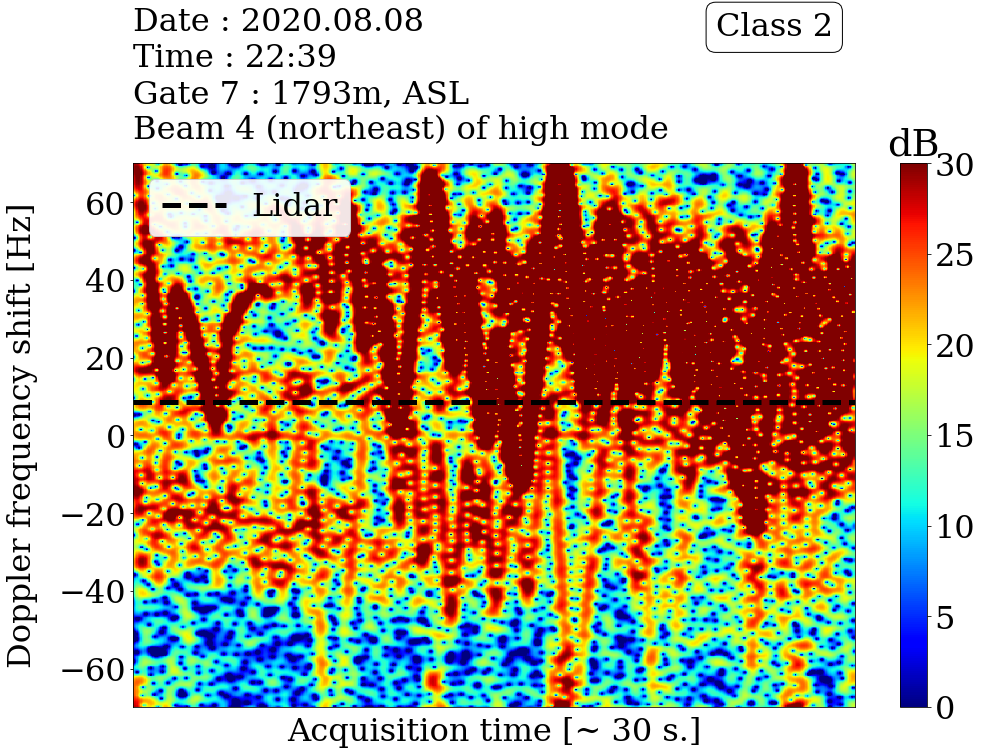 Date : 2020.08.08
Time : 22:39
Gate 7 : 1793m, ASL
Beam 4 (northeast) of high mode
Class 2
dB
Lidar
Doppler frequency shift [Hz]
60
40
20
0
−20
−40
−60
Acquisition time [~ 30 s.]
30
25
20
15
10
5
0